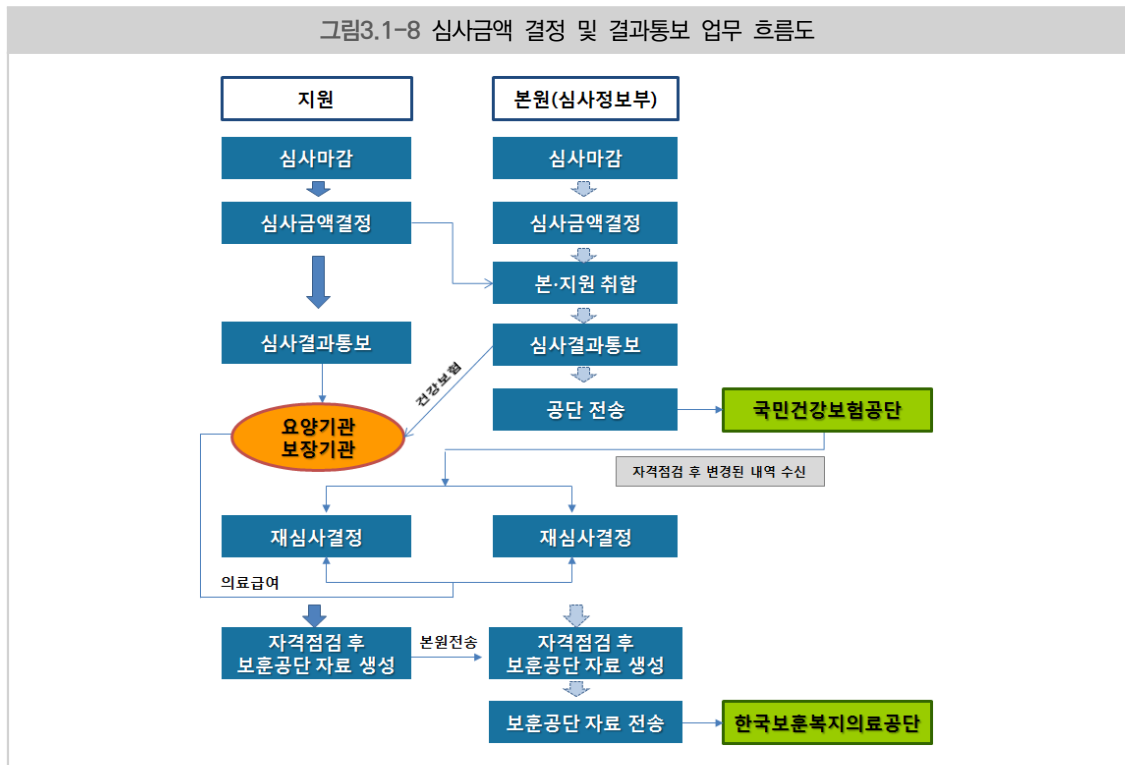 그림3.1-8 심사금액 결정 및 결과통보 업무 흐름도
지원
본원(심사정보부)
심사마감
심사마감
심사금액결정
심사금액결정
본·지원 취합
심사결과통보
심사결과통보
건강보험
공단 전송
국민건강보험공단
요양기관
보장기관
자격점검 후 변경된 내역 수신
재심사결정
재심사결정
의료급여
자격점검 후
보훈공단 자료 생성
본원전송
자격점검 후
보훈공단 자료 생성
보훈공단 자료 전송
한국보훈복지의료공단